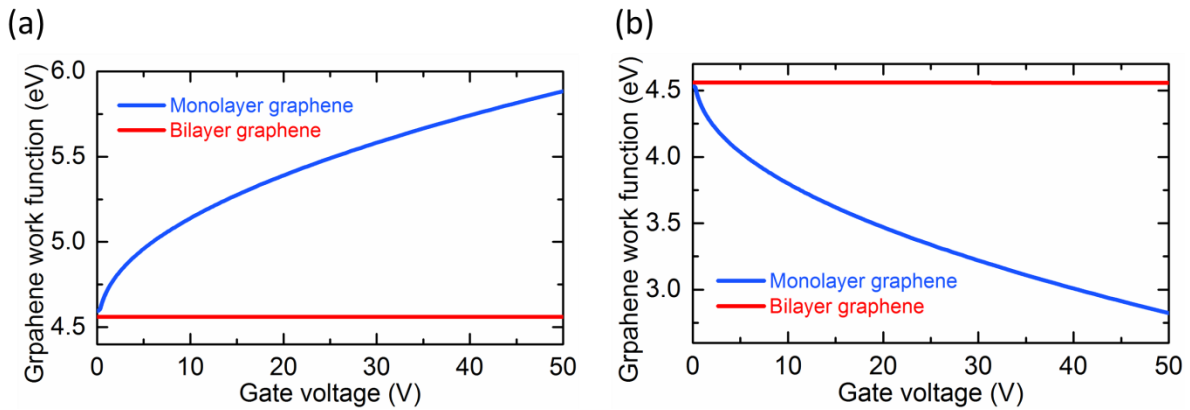 (a)
6.0
5.5
5.0
4.5
Grpahene work function (eV)
Monolayer graphene
Bilayer graphene
0 10 20 30 40 50
Gate voltage (V)
(b)
4.5
4.0
3.5
3.0
Grpahene work function (eV)
Monolayer graphene
Bilayer graphene
0 10 20 30 40 50
Gate voltage (V)